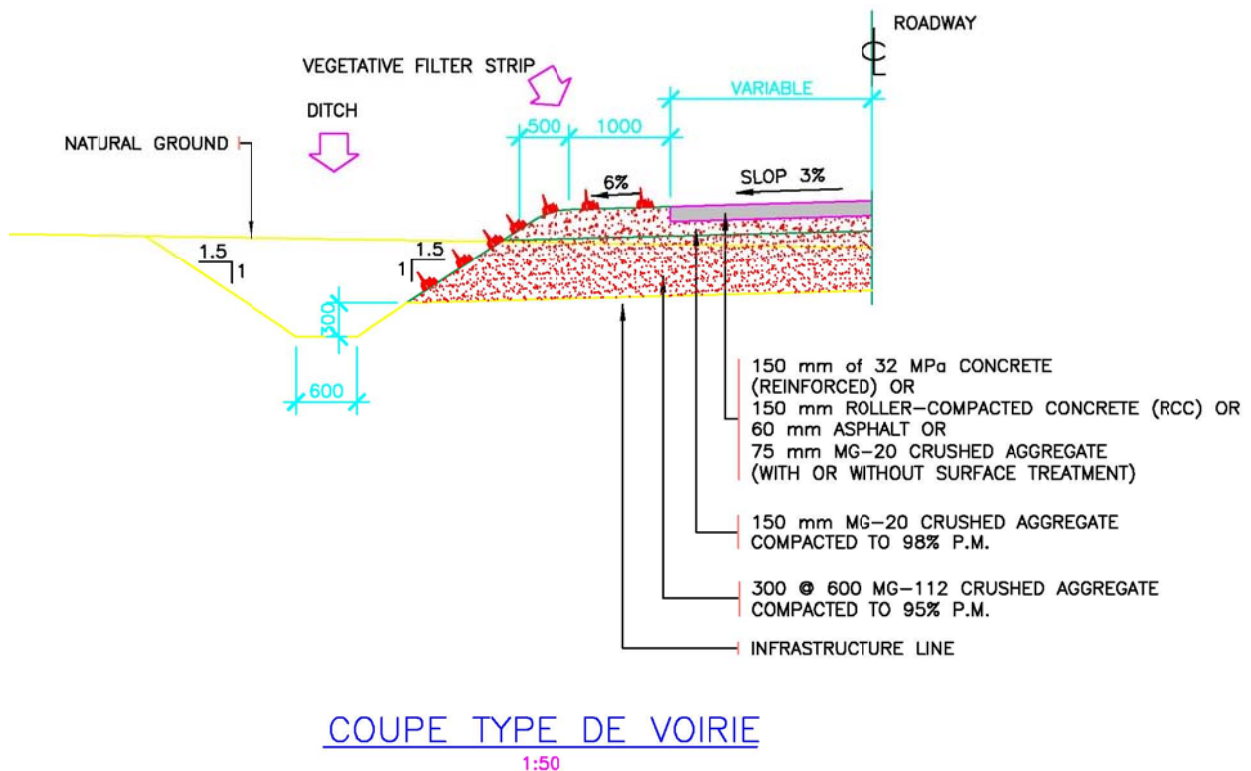 ROADWAY
CL
VEGETATIVE FILTER STRIP
VARIABLE
DITCH
500
1000
NATURAL GROUND
6%
SLOP 3%
1.5
1
1.5
1
300
600
150 mm of 32 MPa CONCRETE
(REINFORCED) OR
150 mm ROLLER-COMPACTED CONCRETE (RCC) OR
60 mm ASPHALT OR
75 mm MG-20 CRUSHED AGGREGATE
(WITH OR WITHOUT SURFACE TREATMENT)
150 mm MG-20 CRUSHED AGGREGATE
COMPACTED TO 98% P.M.
300 @ 600 MG-112 CRUSHED AGGREGATE
COMPACTED TO 95% P.M.
INFRASTRUCTURE LINE
COUPE TYPE DE VOIRIE
1:50